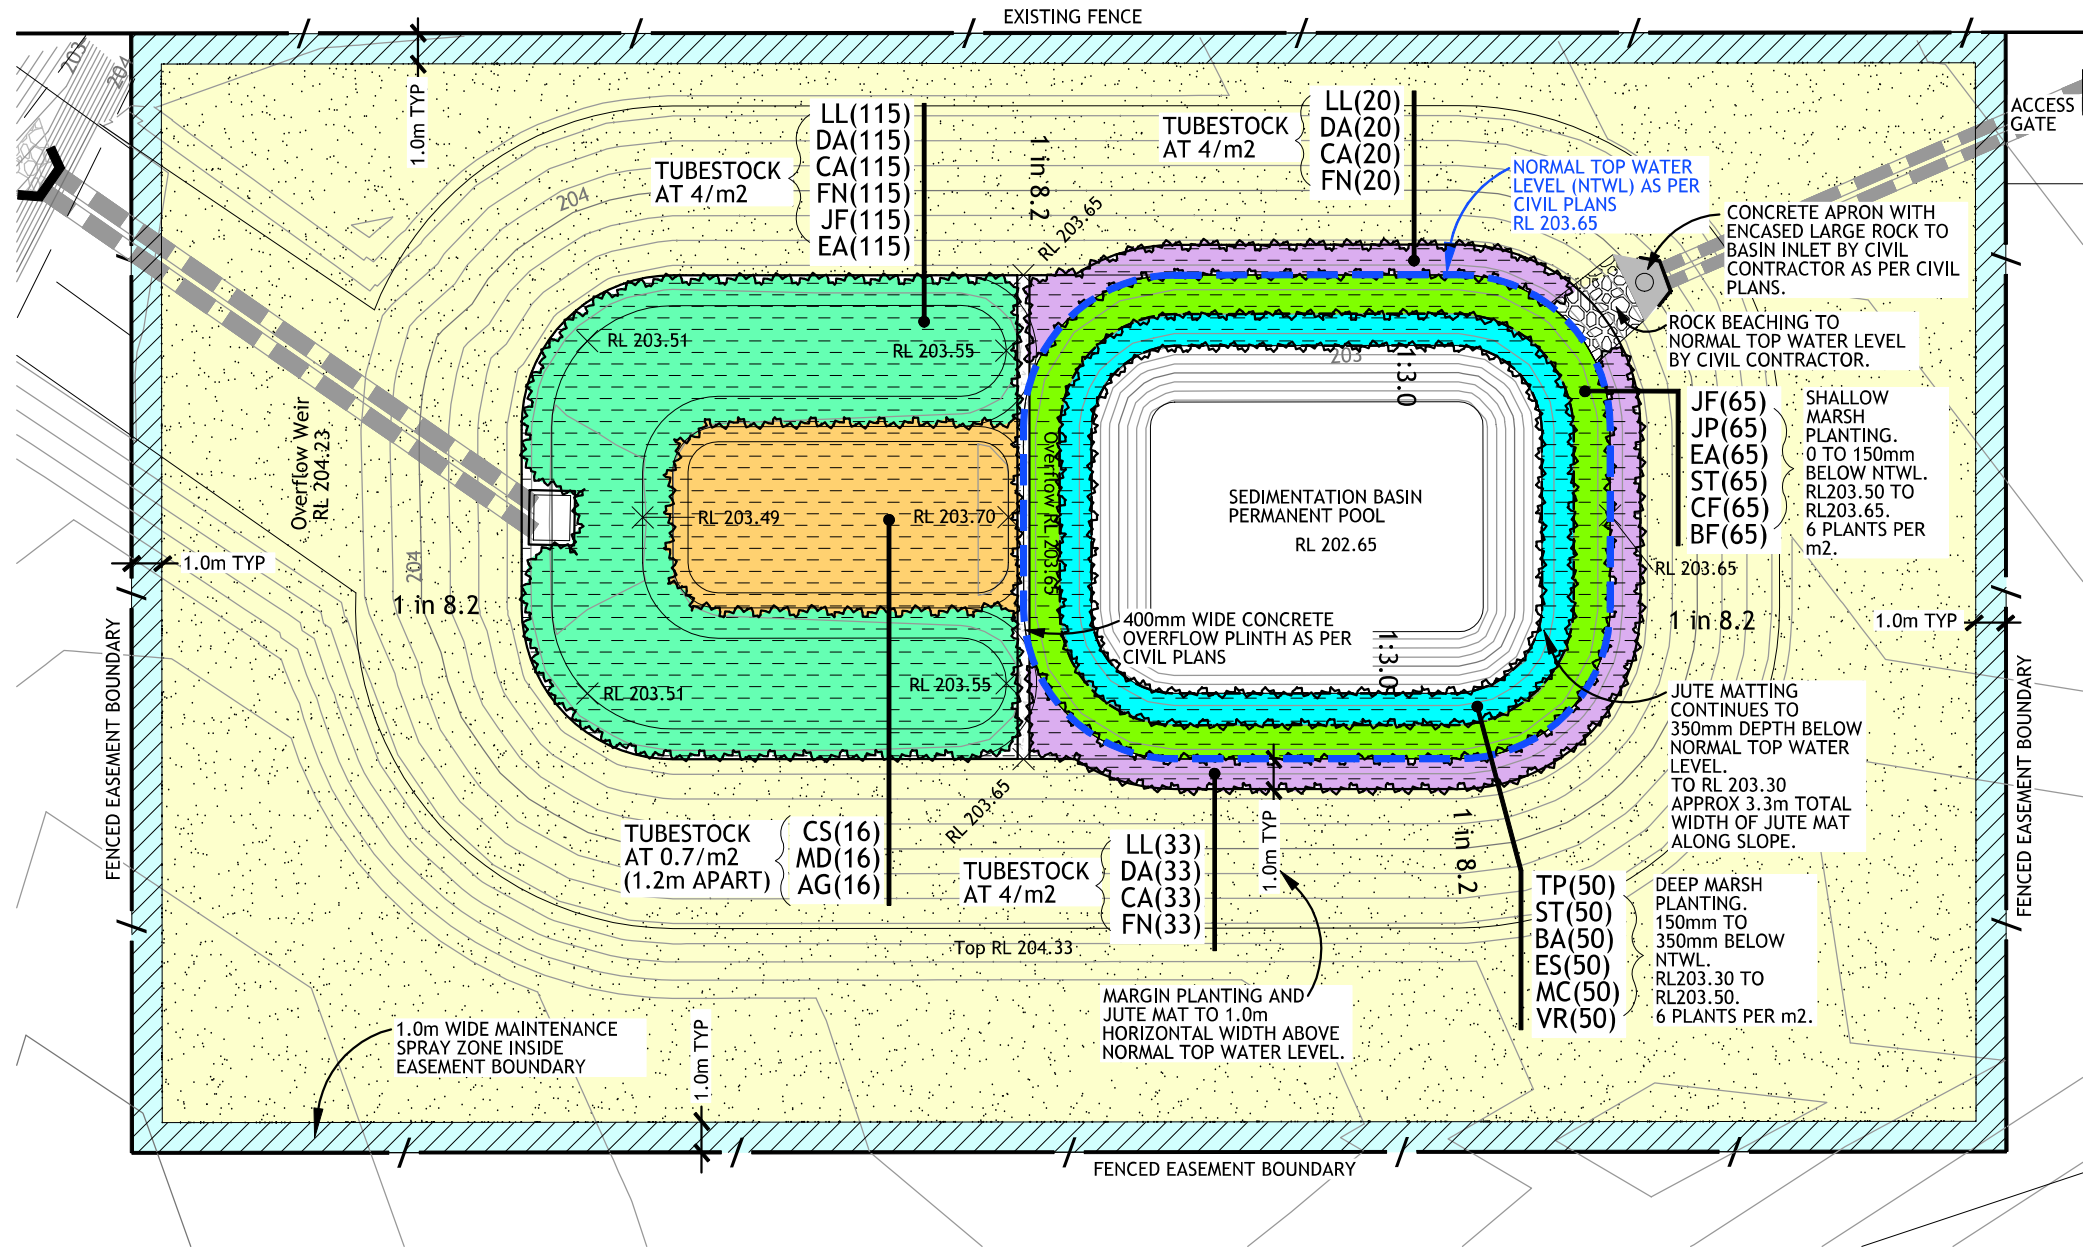 EXISTING FENCE
203
204
1.0m TYP
ACCESS
GATE
TUBESTOCK
AT 4/m2
LL(115)
DA(115)
CA(115)
FN(115)
JF(115)
EA(115)
1 in 8.2
RL 203.65
TUBESTOCK
AT 4/m2
LL(20)
DA(20)
CA(20)
FN(20)
NORMAL TOP WATER
LEVEL (NTWL) AS PER
CIVIL PLANS
RL 203.65
CONCRETE APRON WITH
ENCASED LARGE ROCK TO
BASIN INLET BY CIVIL
CONTRACTOR AS PER CIVIL
PLANS.
204
ROCK BEACHING TO
NORMAL TOP WATER LEVEL
BY CIVIL CONTRACTOR.
RL 203.51
RL 203.55
203
1:3.0
JF(65)
JP(65)
EA(65)
ST(65)
CF(65)
BF(65)
SHALLOW
MARSH
PLANTING.
0 TO 150mm
BELOW NTWL.
RL203.50 TO
RL203.65.
6 PLANTS PER
m2.
Overflow Weir
RL 204.23
RL 203.49
RL 203.70
Overflow RL 203.65
SEDIMENTATION BASIN
PERMANENT POOL
RL 202.65
1.0m TYP
204
1 in 8.2
RL 203.65
1 in 8.2
1.0m TYP
400mm WIDE CONCRETE
OVERFLOW PLINTH AS PER
CIVIL PLANS
1:3.0
FENCED EASEMENT BOUNDARY
RL 203.51
RL 203.55
JUTE MATTING
CONTINUES TO
350mm DEPTH BELOW
NORMAL TOP WATER
LEVEL.
TO RL 203.30
APPROX 3.3m TOTAL
WIDTH OF JUTE MAT
ALONG SLOPE.
FENCED EASEMENT BOUNDARY
RL 203.65
TUBESTOCK
AT 0.7/m2
(1.2m APART)
CS(16)
MD(16)
AG(16)
TUBESTOCK
AT 4/m2
LL(33)
DA(33)
CA(33)
FN(33)
1.0m TYP
1 in 8.2
TP(50)
ST(50)
BA(50)
ES(50)
MC(50)
VR(50)
DEEP MARSH
PLANTING.
150mm TO
350mm BELOW
NTWL.
RL203.30 TO
RL203.50.
6 PLANTS PER m2.
Top RL 204.33
MARGIN PLANTING AND
JUTE MAT TO 1.0m
HORIZONTAL WIDTH ABOVE
NORMAL TOP WATER LEVEL.
1.0m WIDE MAINTENANCE
SPRAY ZONE INSIDE
EASEMENT BOUNDARY
1.0m TYP
FENCED EASEMENT BOUNDARY